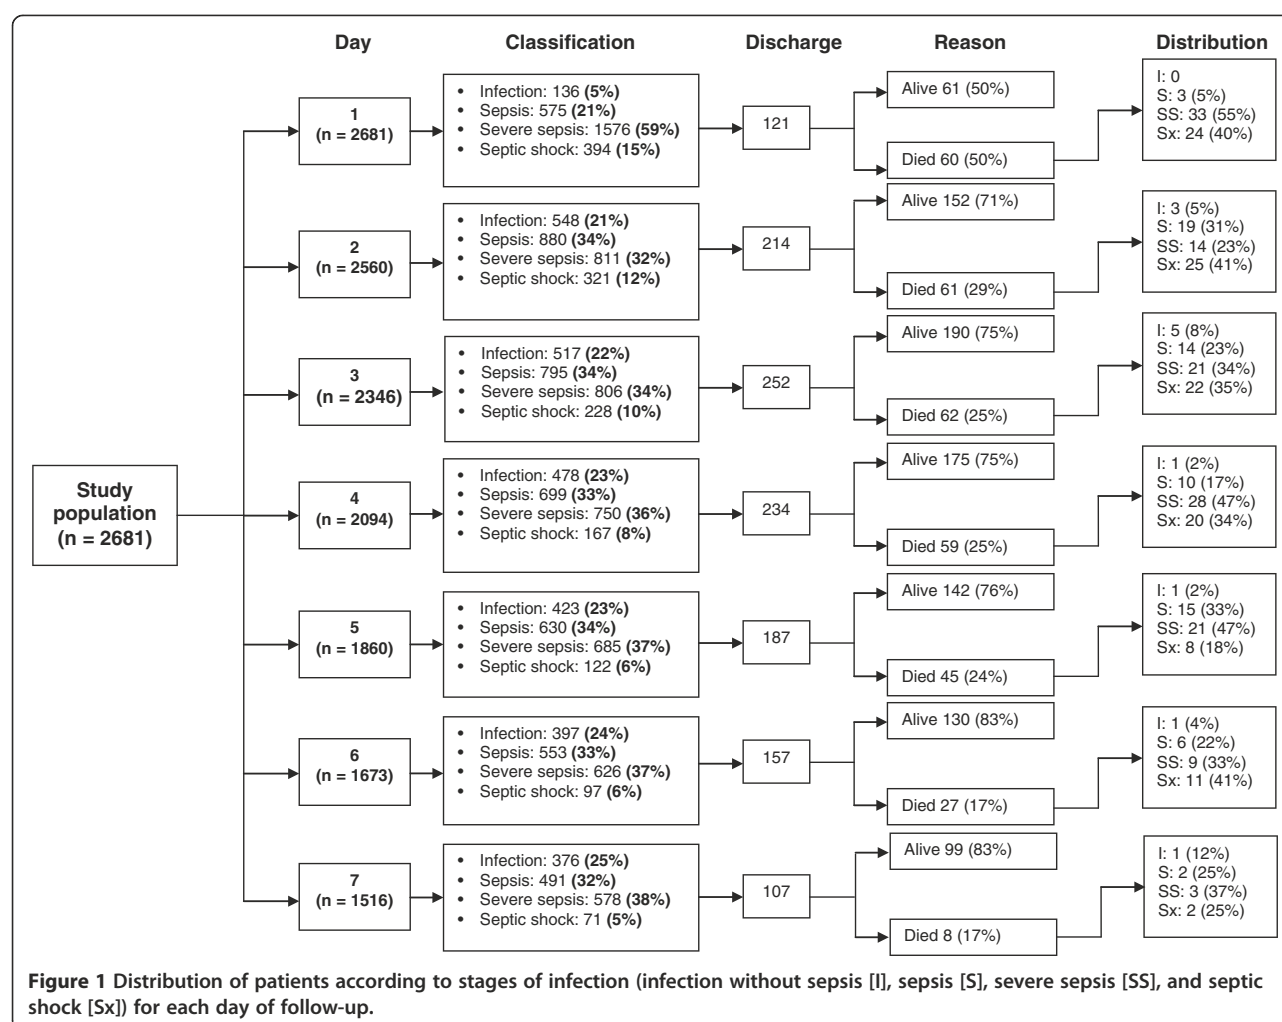 Day Classification Discharge Reason Distribution
Study
population
(n = 2681)
1
(n = 2681)
• Infection: 136 (5%)
• Sepsis: 575 (21%)
• Severe sepsis: 1576 (59%)
• Septic shock: 394 (15%)
121
Alive 61 (50%)
Died 60 (50%)
I: 0
S: 3 (5%)
SS: 33 (55%)
Sx: 24 (40%)
2
(n = 2560)
• Infection: 548 (21%)
• Sepsis: 880 (34%)
• Severe sepsis: 811 (32%)
• Septic shock: 321 (12%)
214
Alive 152 (71%)
Died 61 (29%)
I: 3 (5%)
S: 19 (31%)
SS: 14 (23%)
Sx: 25 (41%)
3
(n = 2346)
• Infection: 517 (22%)
• Sepsis: 795 (34%)
• Severe sepsis: 806 (34%)
• Septic shock: 228 (10%)
252
Alive 190 (75%)
Died 62 (25%)
I: 5 (8%)
S: 14 (23%)
SS: 21 (34%)
Sx: 22 (35%)
4
(n = 2094)
• Infection: 478 (23%)
• Sepsis: 699 (33%)
• Severe sepsis: 750 (36%)
• Septic shock: 167 (8%)
234
Alive 175 (75%)
Died 59 (25%)
I: 1 (2%)
S: 10 (17%)
SS: 28 (47%)
Sx: 20 (34%)
5
(n = 1860)
• Infection: 423 (23%)
• Sepsis: 630 (34%)
• Severe sepsis: 685 (37%)
• Septic shock: 122 (6%)
187
Alive 142 (76%)
Died 45 (24%)
I: 1 (2%)
S: 15 (33%)
SS: 21 (47%)
Sx: 8 (18%)
6
(n = 1673)
• Infection: 397 (24%)
• Sepsis: 553 (33%)
• Severe sepsis: 626 (37%)
• Septic shock: 97 (6%)
157
Alive 130 (83%)
Died 27 (17%)
I: 1 (4%)
S: 6 (22%)
SS: 9 (33%)
Sx: 11 (41%)
7
(n = 1516)
• Infection: 376 (25%)
• Sepsis: 491 (32%)
• Severe sepsis: 578 (38%)
• Septic shock: 71 (5%)
107
Alive 99 (83%)
Died 8 (17%)
I: 1 (12%)
S: 2 (25%)
SS: 3 (37%)
Sx: 2 (25%)
Figure 1 Distribution of patients according to stages of infection (infection without sepsis [I], sepsis [S], severe sepsis [SS], and septic
shock [Sx]) for each day of follow-up.